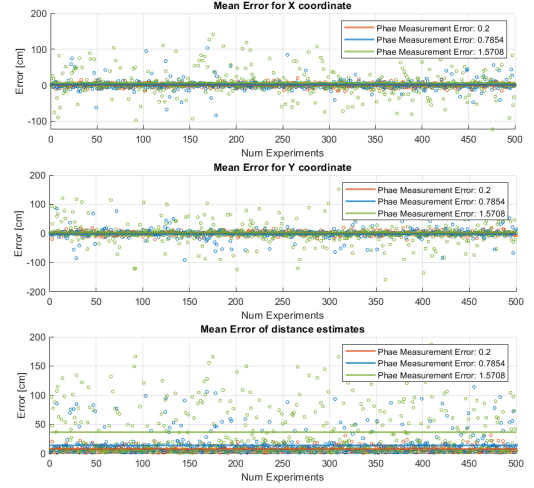 Mean Error for X coordinate
200
100
0
-100
Error [cm]
Phae Measurement Error: 0.2
Phae Measurement Error: 0.7854
Phae Measurement Error: 1.5708
0 50 100 150 200 250 300 350 400 450 500
Num Experiments
Mean Error for Y coordinate
200
100
0
-100
-200
Error [cm]
Phae Measurement Error: 0.2
Phae Measurement Error: 0.7854
Phae Measurement Error: 1.5708
0 50 100 150 200 250 300 350 400 450 500
Num Experiments
Mean Error of distance estimates
200
150
100
50
0
Error [cm]
Phae Measurement Error: 0.2
Phae Measurement Error: 0.7854
Phae Measurement Error: 1.5708
0 50 100 150 200 250 300 350 400 450 500
Num Experiments